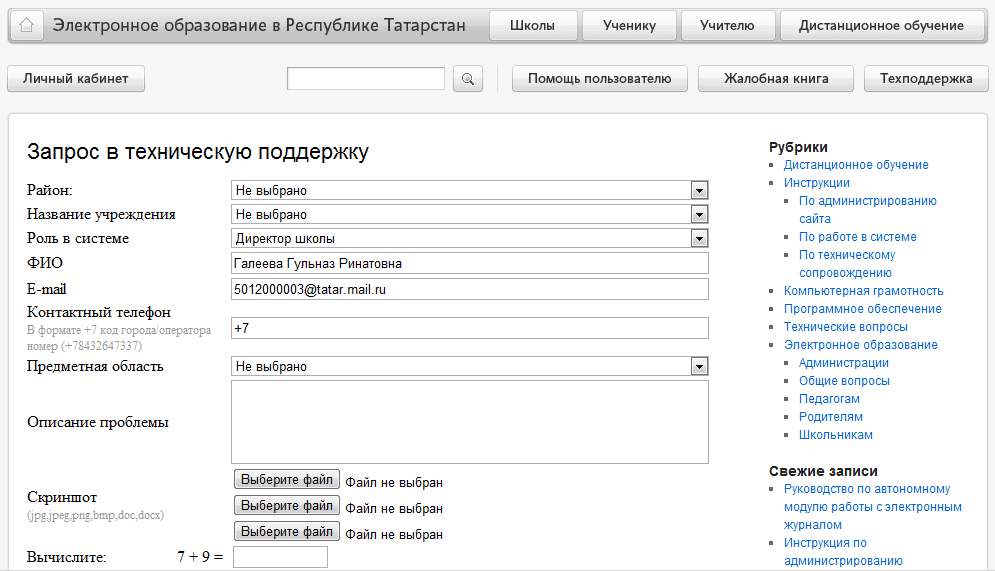 Электронное образование в Республике Татарстан Школы Ученику Учителю Дистанционное обучение
Личный кабинет Помощь пользователю Жалобная книга Техподдержка
Запрос в техническую поддержку
Район: Не выбрано
Название учреждения Не выбрано
Роль в системе Директор школы
ФИО Галеева Гульназ Ринатовна
E-mail 5012000003@tatar.mail.ru
Контактный телефон
В формате +7 код города/оператора
номер (+78432647337)
+7
Предметная область Не выбрано
Описание проблемы
Скриншот
(jpg,jpeg,png,bmp,doc,docx)
Выберите файл Файл не выбран
Выберите файл Файл не выбран
Выберите файл Файл не выбран
Вычислите: 7 + 9 =
Рубрики
Дистанционное обучение
Инструкции
По администрированию
сайта
По работе в системе
По техническому
сопровождению
Компьютерная грамотность
Программное обеспечение
Технические вопросы
Электронное образование
Администрации
Общие вопросы
Педагогам
Родителям
Школьникам
Свежие записи
Руководство по автономному
модулю работы с электронным
журналом
Инструкция по
администрированию